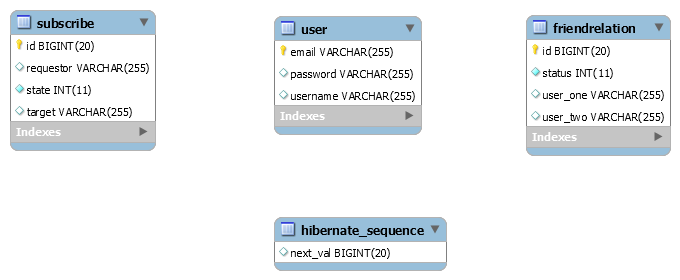 subscribe
id BIGINT(20)
requestor VARCHAR(255)
state INT(11)
target VARCHAR(255)
Indexes
user
email VARCHAR(255)
password VARCHAR(255)
username VARCHAR(255)
Indexes
friendrelation
id BIGINT(20)
status INT(11)
user_one VARCHAR(255)
user_two VARCHAR(255)
Indexes
hibernate_sequence
next_val BIGINT(20)